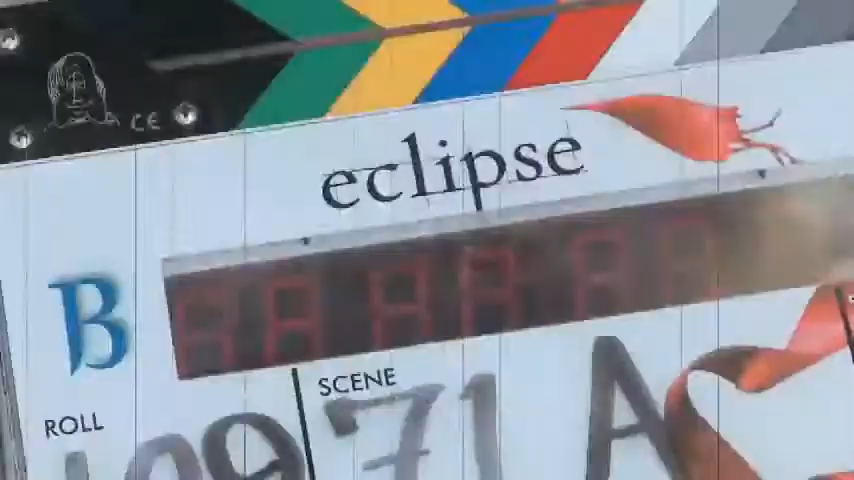 CE
eclipse
B
SCENE
71 A
ROLL